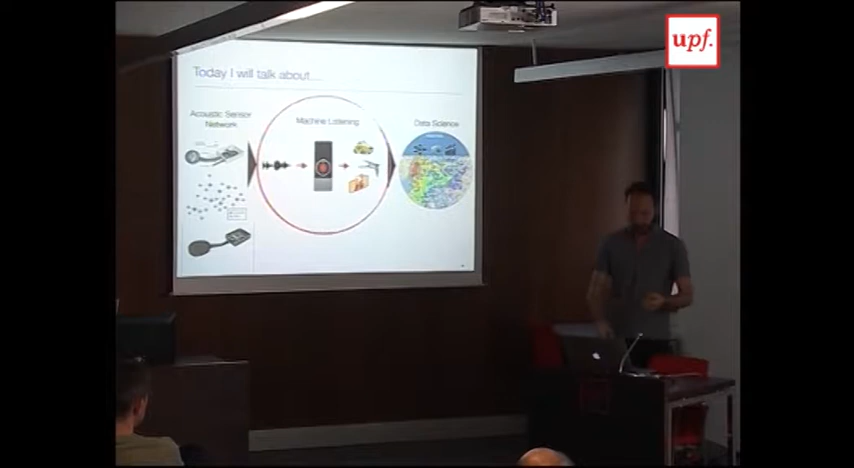 upf.
Today I will talk about...
Acoustic Sensor
Network
Machine Listening
Data Science